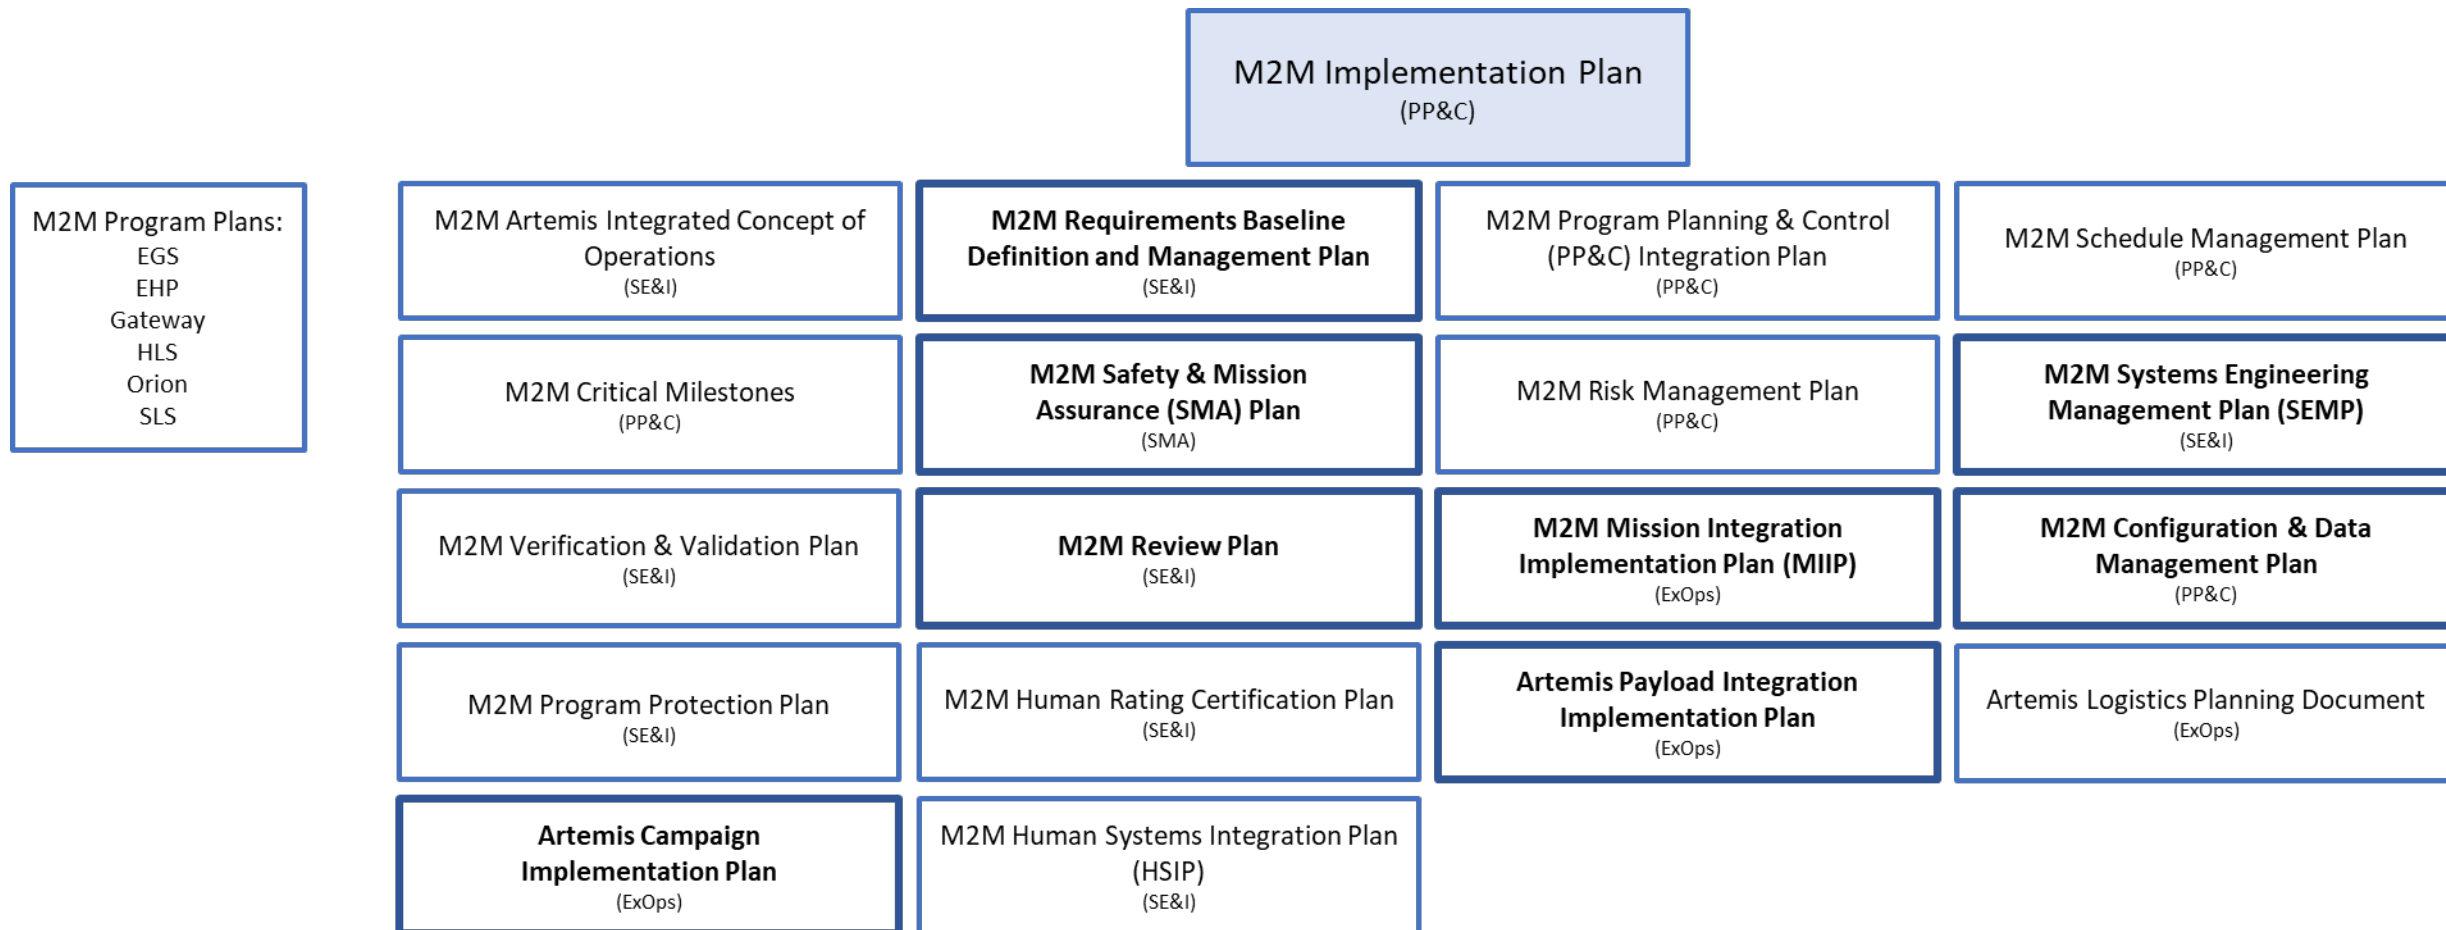 M2M Implementation Plan
(PP&C)
M2M Program Plans:
EGS
EHP
Gateway
HLS
Orion
SLS
M2M Artemis Integrated Concept of
Operations
(SE&I)
M2M Requirements Baseline
Definition and Management Plan
(SE&I)
M2M Program Planning & Control
(PP&C) Integration Plan
(PP&C)
M2M Schedule Management Plan
(PP&C)
M2M Critical Milestones
(PP&C)
M2M Safety & Mission
Assurance (SMA) Plan
(SMA)
M2M Risk Management Plan
(PP&C)
M2M Systems Engineering
Management Plan (SEMP)
(SE&I)
M2M Verification & Validation Plan
(SE&I)
M2M Review Plan
(SE&I)
M2M Mission Integration
Implementation Plan (MIIP)
(ExOps)
M2M Configuration & Data
Management Plan
(PP&C)
M2M Program Protection Plan
(SE&I)
M2M Human Rating Certification Plan
(SE&I)
Artemis Payload Integration
Implementation Plan
(ExOps)
Artemis Logistics Planning Document
(ExOps)
Artemis Campaign
Implementation Plan
(ExOps)
M2M Human Systems Integration Plan
(HSIP)
(SE&I)